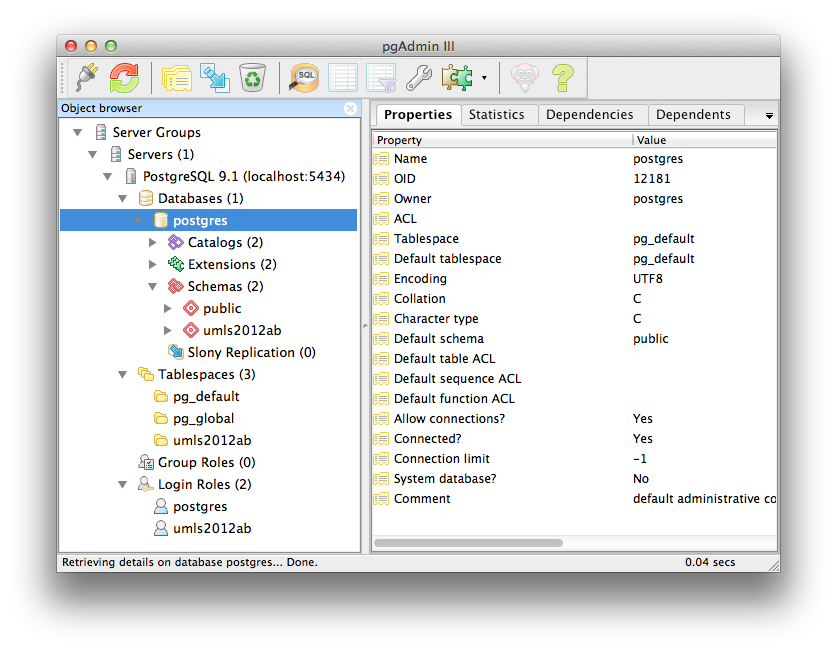 pgAdmin III
SQL
Object browser
Server Groups
Servers (1)
PostgreSQL 9.1 (localhost:5434)
Databases (1)
postgres
Catalogs (2)
Extensions (2)
Schemas (2)
public
umls2012ab
Slony Replication (0)
Tablespaces (3)
pg_default
pg_global
umls2012ab
Group Roles (0)
Login Roles (2)
postgres
umls2012ab
Properties Statistics Dependencies Dependents
Property Value
Name postgres
OID 12181
Owner postgres
ACL
Tablespace pg_default
Default tablespace pg_default
Encoding UTF8
Collation C
Character type C
Default schema public
Default table ACL
Default sequence ACL
Default function ACL
Allow connections? Yes
Connected? Yes
Connection limit -1
System database? No
Comment default administrative co
Retrieving details on database postgres... Done. 0.04 secs